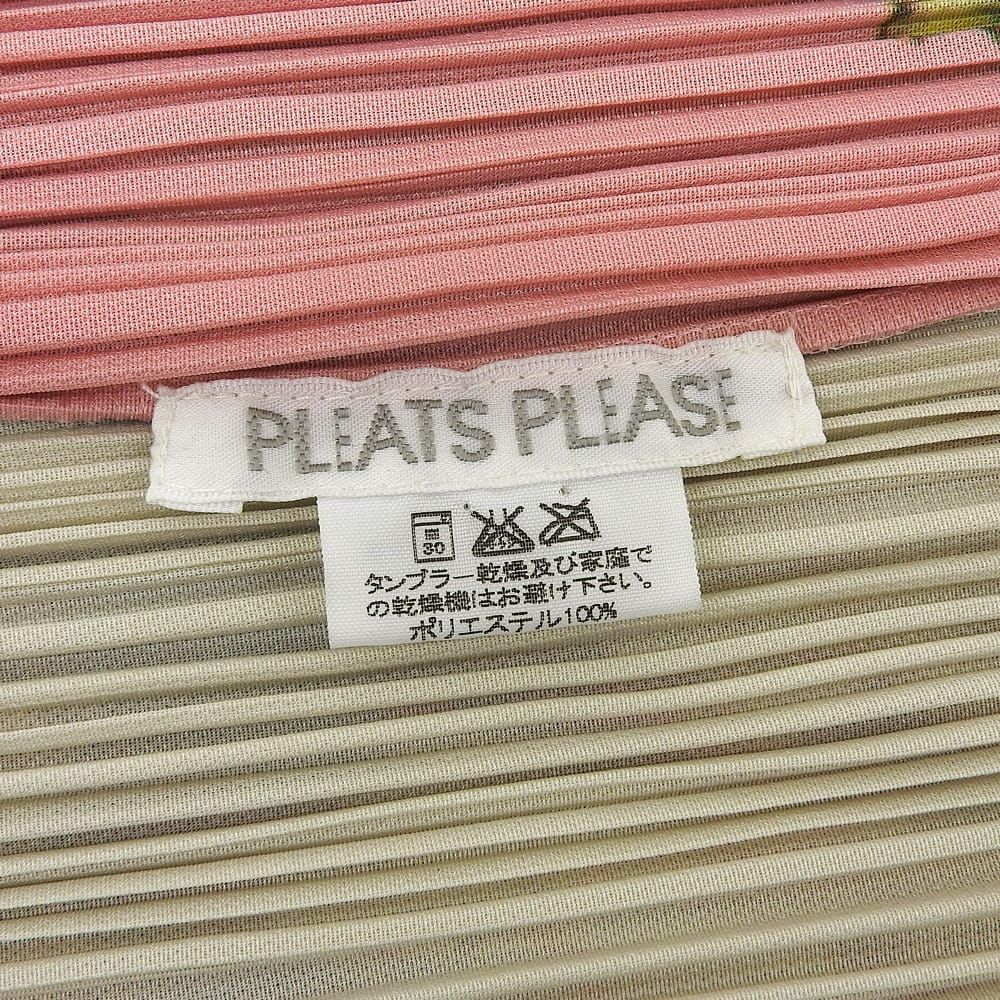 PLEATS PLEASE
30
タンブラー乾燥及び家庭で
の乾燥機はお避け下さい。
ポリエステル100%